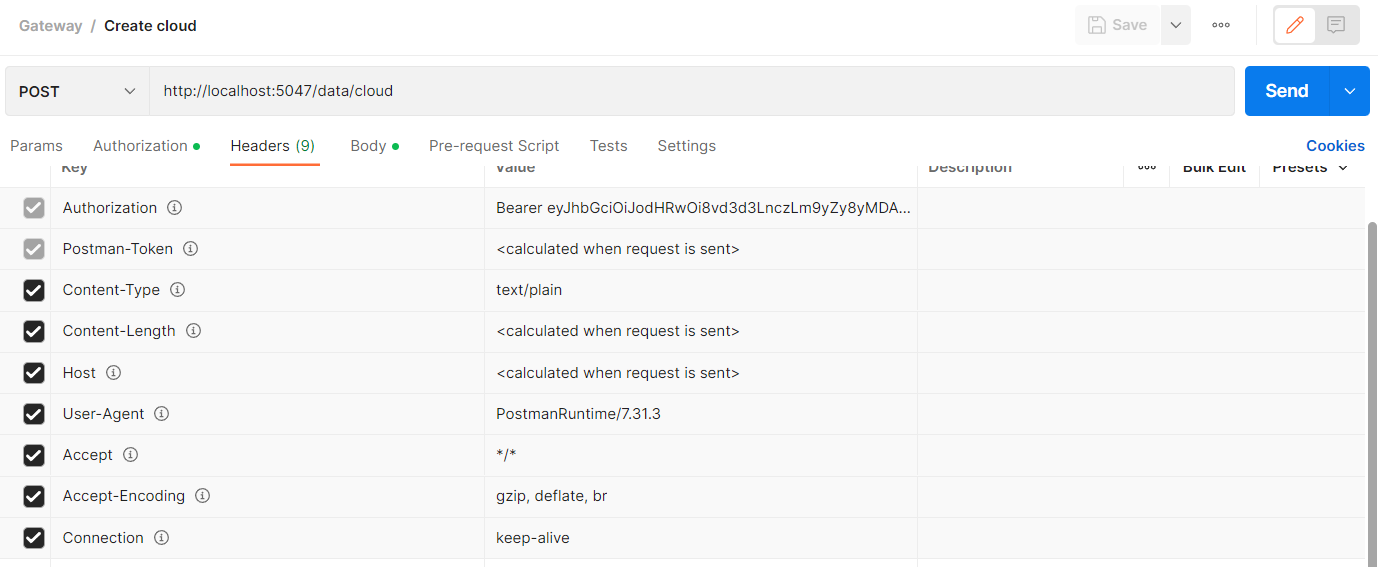 Gateway / Create cloud
Save
POST
http://localhost:5047/data/cloud
Send
Params Authorization Headers (9) Body Pre-request Script Tests Settings Cookies
Key Value Description Bulk Edit Presets
Authorization Bearer eyJhbGciOiJodHRwOi8vd3d3LnczLm9yZy8yMDA...
Postman-Token <calculated when request is sent>
Content-Type text/plain
Content-Length <calculated when request is sent>
Host <calculated when request is sent>
User-Agent PostmanRuntime/7.31.3
Accept */*
Accept-Encoding gzip, deflate, br
Connection keep-alive